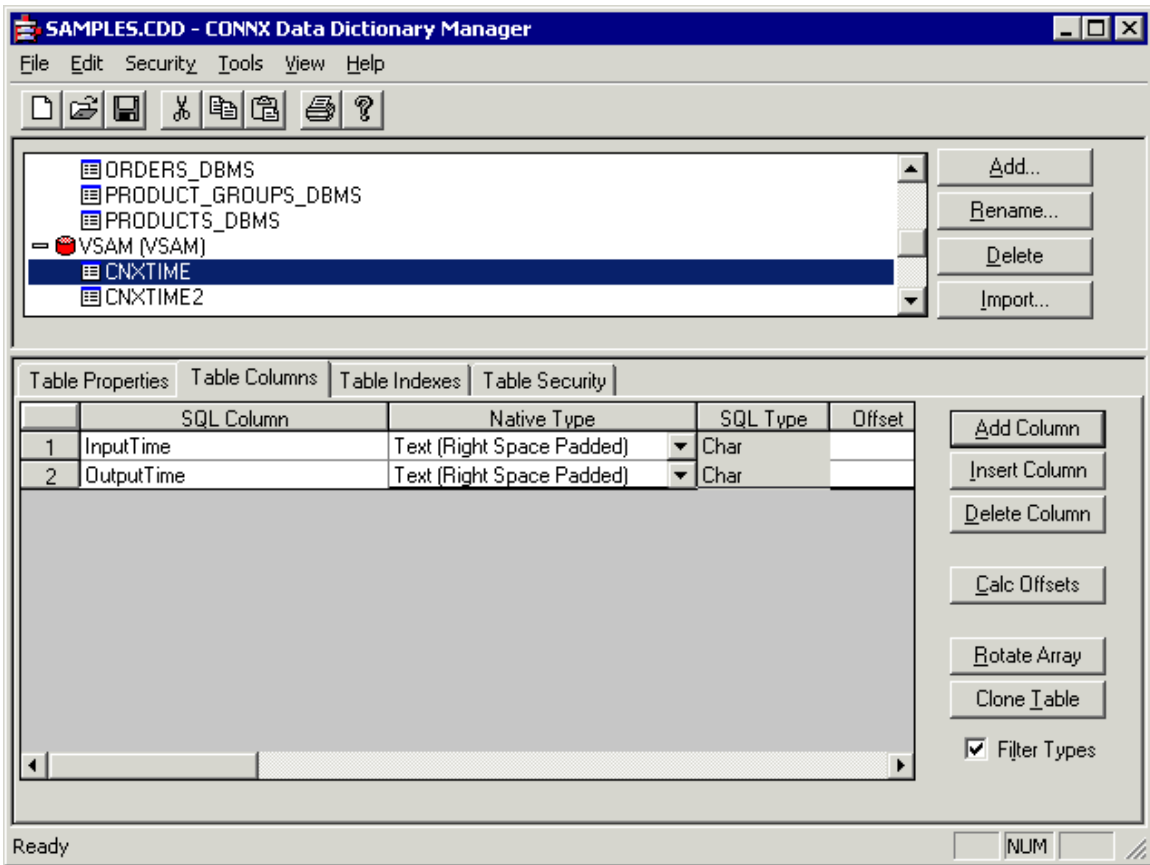 SAMPLES.CDD - CONNX Data Dictionary Manager
File Edit Security Tools View Help
ORDERS_DBMS
PRODUCT_GROUPS_DBMS
PRODUCTS_DBMS
VSAM (VSAM)
CNXTIME
CNXTIME2
Add...
Rename...
Delete
Import...
Table Properties Table Columns Table Indexes Table Security
SQL Column Native Type SQL Type Offset
1 InputTime Text (Right Space Padded) Char
2 OutputTime Text (Right Space Padded) Char
Add Column
Insert Column
Delete Column
Calc Offsets
Rotate Array
Clone Table
Filter Types
Ready NUM